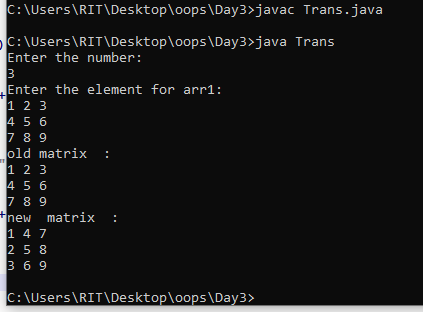 C:\Users\RIT\Desktop\oops\Day3>javac Trans.java
C:\Users\RIT\Desktop\oops\Day3>java Trans
Enter the number:
3
Enter the element for arr1:
1 2 3
4 5 6
7 8 9
old matrix  :
1 2 3
4 5 6
7 8 9
new  matrix  :
1 4 7
2 5 8
3 6 9
C:\Users\RIT\Desktop\oops\Day3>